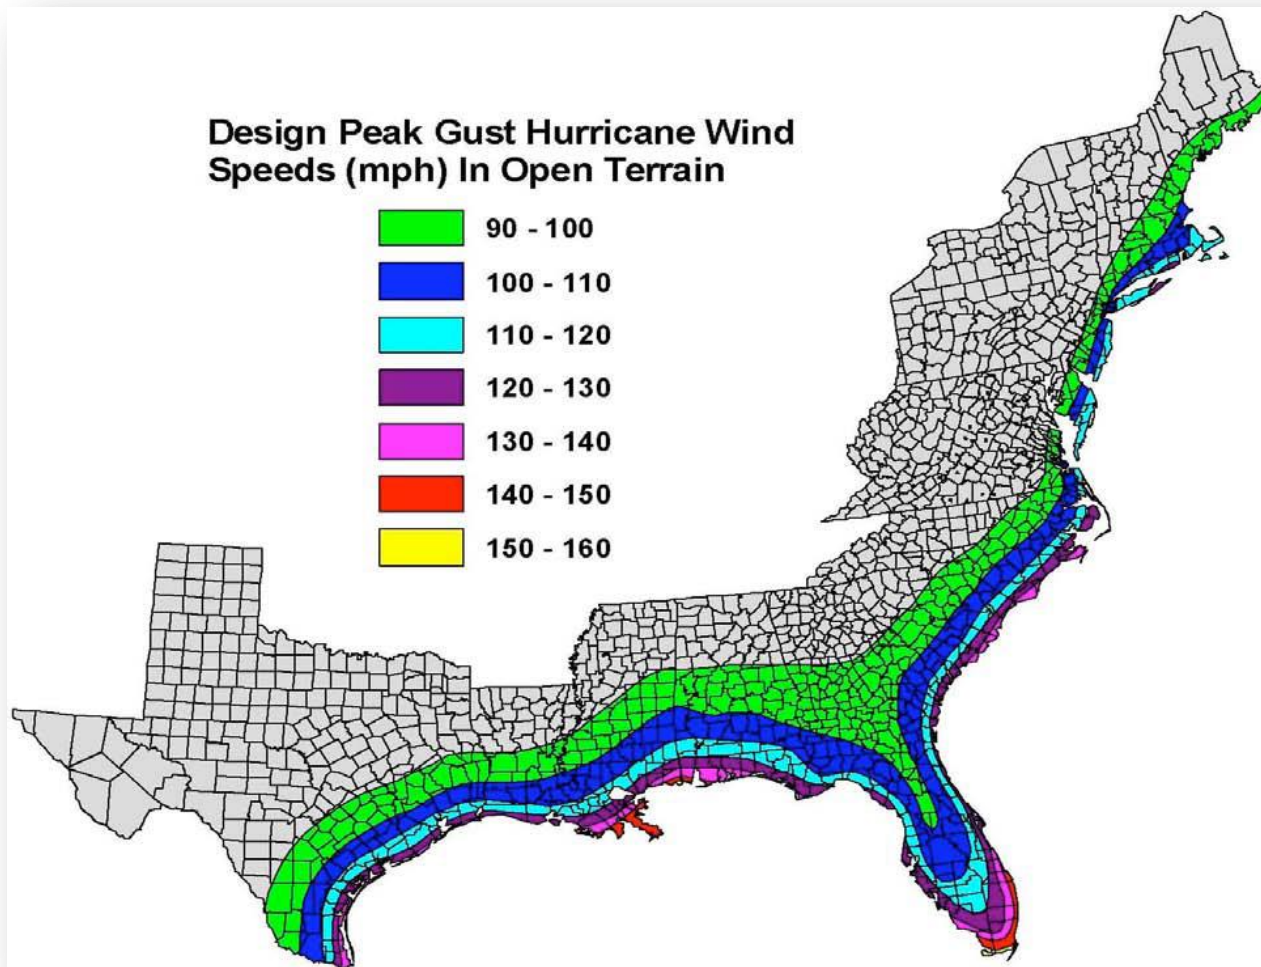 Design Peak Gust Hurricane Wind
Speeds (mph) In Open Terrain
90 - 100
100 - 110
110 - 120
120 - 130
130 - 140
140 - 150
150 - 160